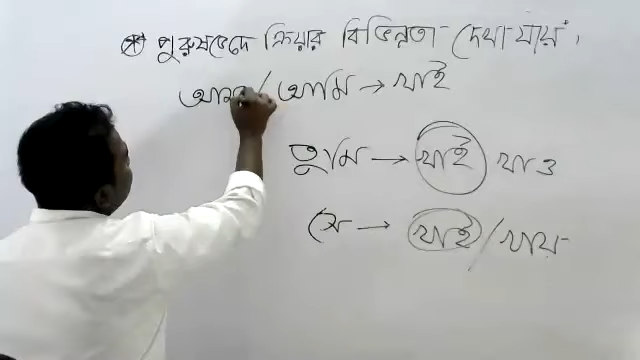 * পুরুষভেদে ক্রিয়ার বিভিন্নতা দেখা যায়।
/ আমি → খাই
তুমি → খাই খাও
সে → খাই / খায়